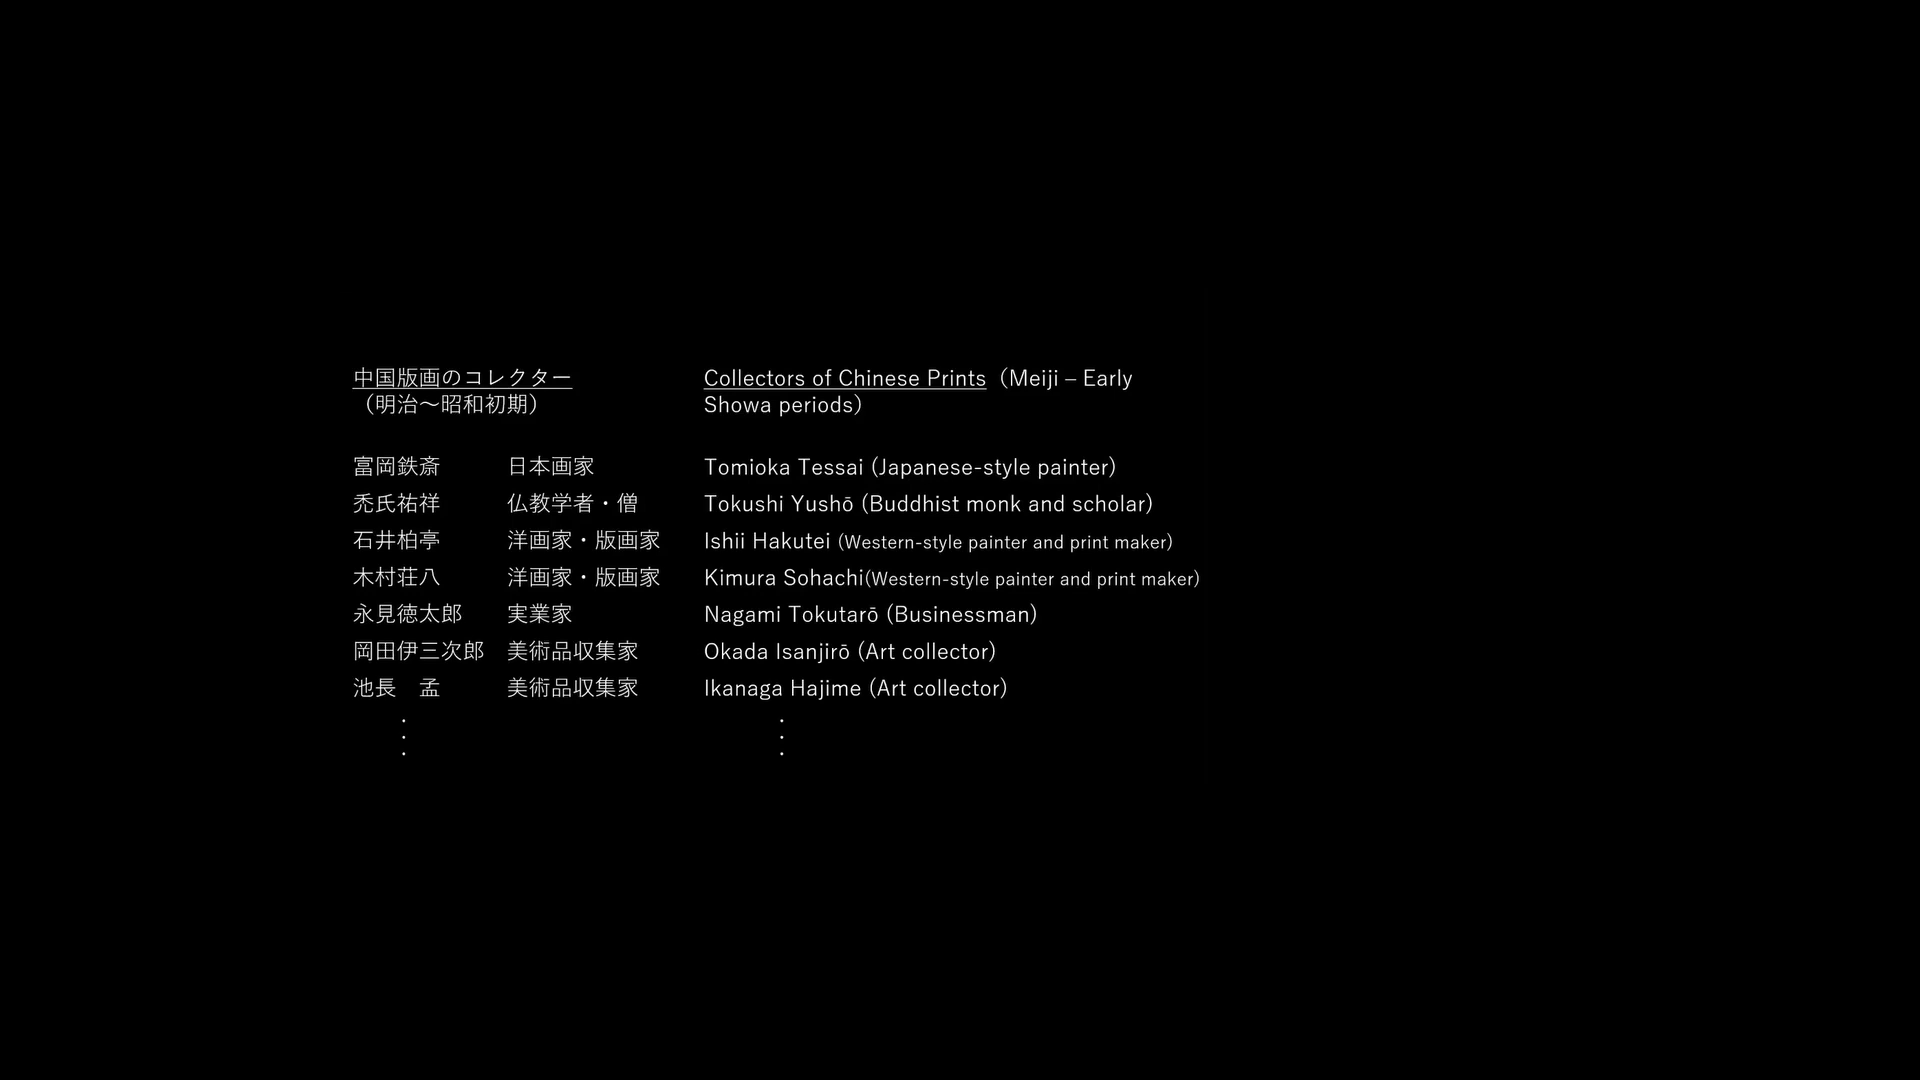 中国版画のコレクター
（明治～昭和初期）
Collectors of Chinese Prints（Meiji – Early
Showa periods）
富岡鉄斎　日本画家　Tomioka Tessai (Japanese-style painter)
禿氏祐祥　仏教学者・僧　Tokushi Yushō (Buddhist monk and scholar)
石井柏亭　洋画家・版画家　Ishii Hakutei (Western-style painter and print maker)
木村荘八　洋画家・版画家　Kimura Sohachi(Western-style painter and print maker)
永見徳太郎　実業家　Nagami Tokutarō (Businessman)
岡田伊三次郎　美術品収集家　Okada Isanjirō (Art collector)
池長　孟　美術品収集家　Ikanaga Hajime (Art collector)